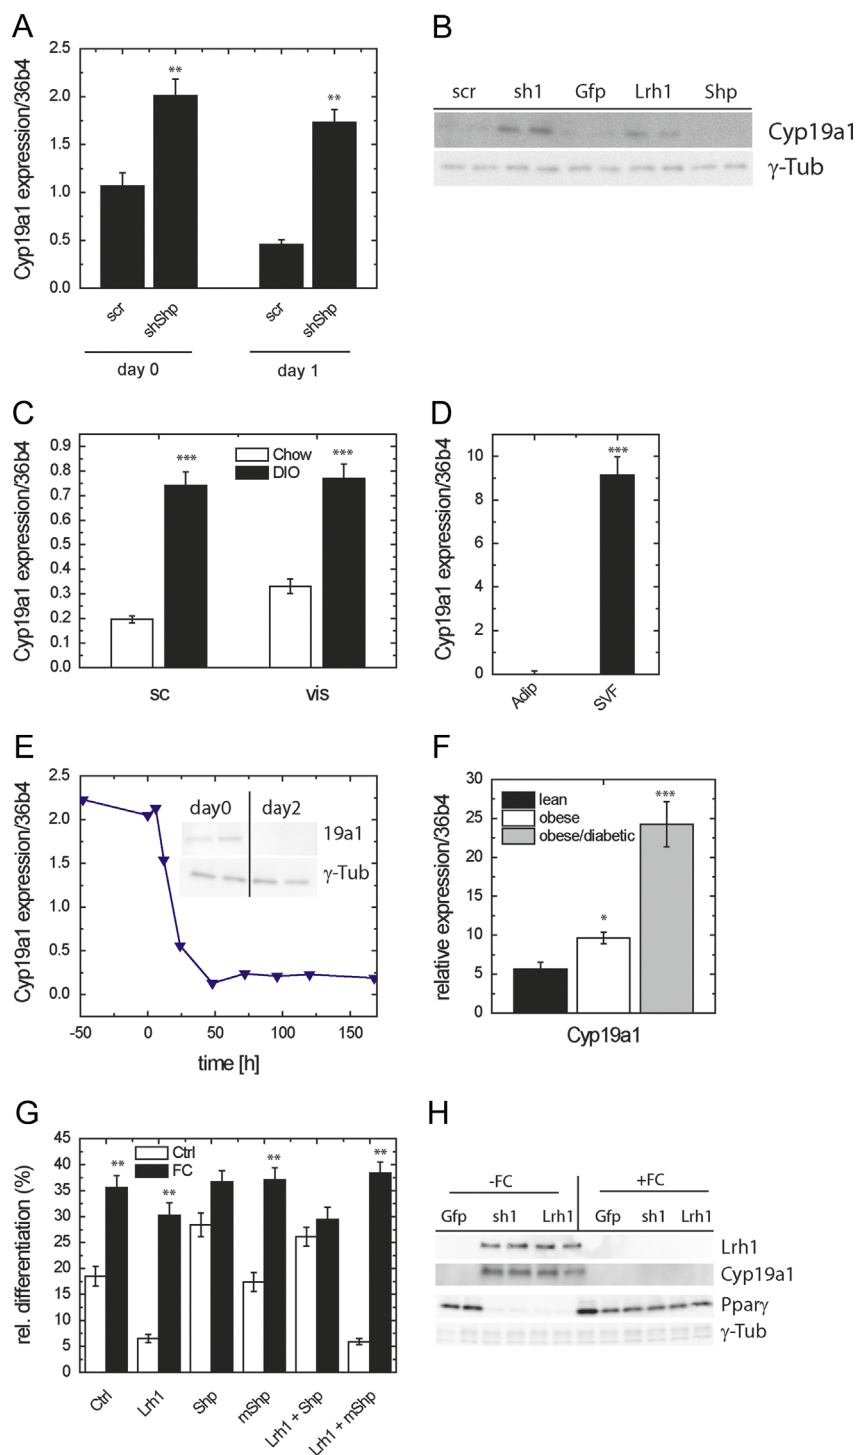 A
Cyp19a1 expression/36b4
2.5
2.0
1.5
1.0
0.5
0.0
**
**
scr
shShp
scr
shShp
day 0
day 1
B
scr sh1 Gfp Lrh1 Shp
Cyp19a1
γ-Tub
C
Cyp19a1 expression/36b4
0.9
0.8
0.7
0.6
0.5
0.4
0.3
0.2
0.1
0.0
Chow
DIO
***
***
sc
vis
D
Cyp19a1 expression/36b4
10
8
6
4
2
0
***
Adip
SVF
E
Cyp19a1 expression/36b4
2.5
2.0
1.5
1.0
0.5
0.0
day0 day2
19a1
γ-Tub
-50 0 50 100 150
time [h]
F
relative expression/36b4
30
25
20
15
10
5
0
lean
obese
obese/diabetic
*
***
Cyp19a1
G
rel. differentiation (%)
45
40
35
30
25
20
15
10
5
0
Ctrl
FC
**
**
**
**
Ctrl
Lrh1
Shp
mShp
Lrh1 + Shp
Lrh1 + mShp
H
-FC +FC
Gfp sh1 Lrh1 Gfp sh1 Lrh1
Lrh1
Cyp19a1
Pparγ
γ-Tub